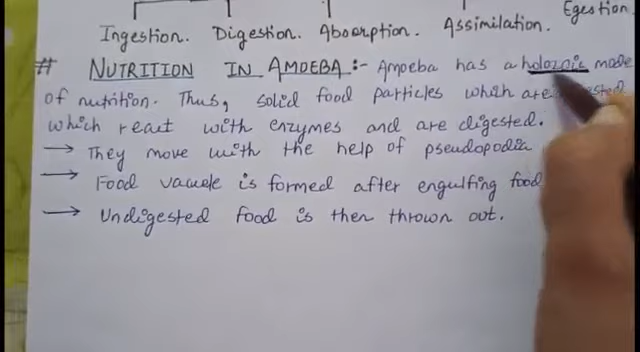 Egestion
Ingestion. Digestion. Absorption. Assimilation.
# NUTRITION IN AMOEBA :- Amoeba has a holozoic mode
of nutrition. Thus, solid food particles which are
which react with enzymes and are digested.
→ They move with the help of pseudopodia
→ Food vacuole is formed after engulfing food
→ Undigested food is then thrown out.